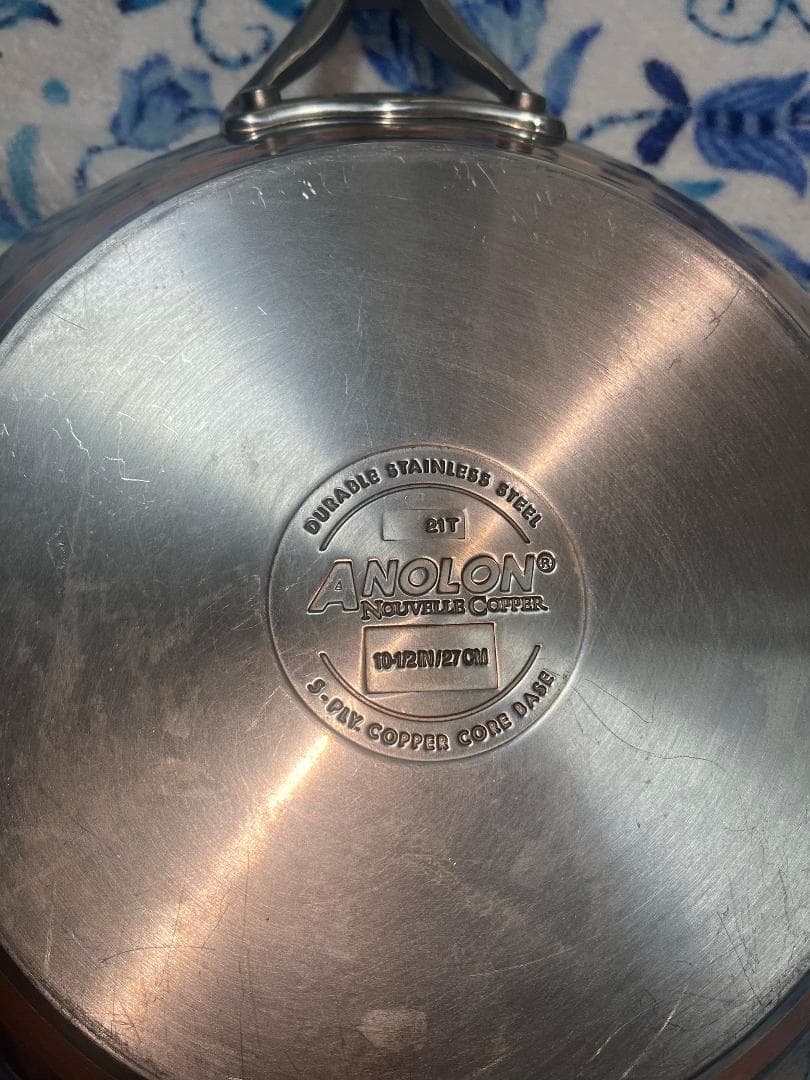 DURABLE STAINLESS STEEL
21T
ANOLON®
NOUVELLE COPPER
10-1/2 IN/27 CM
5-PLY. COPPER CORE BASE